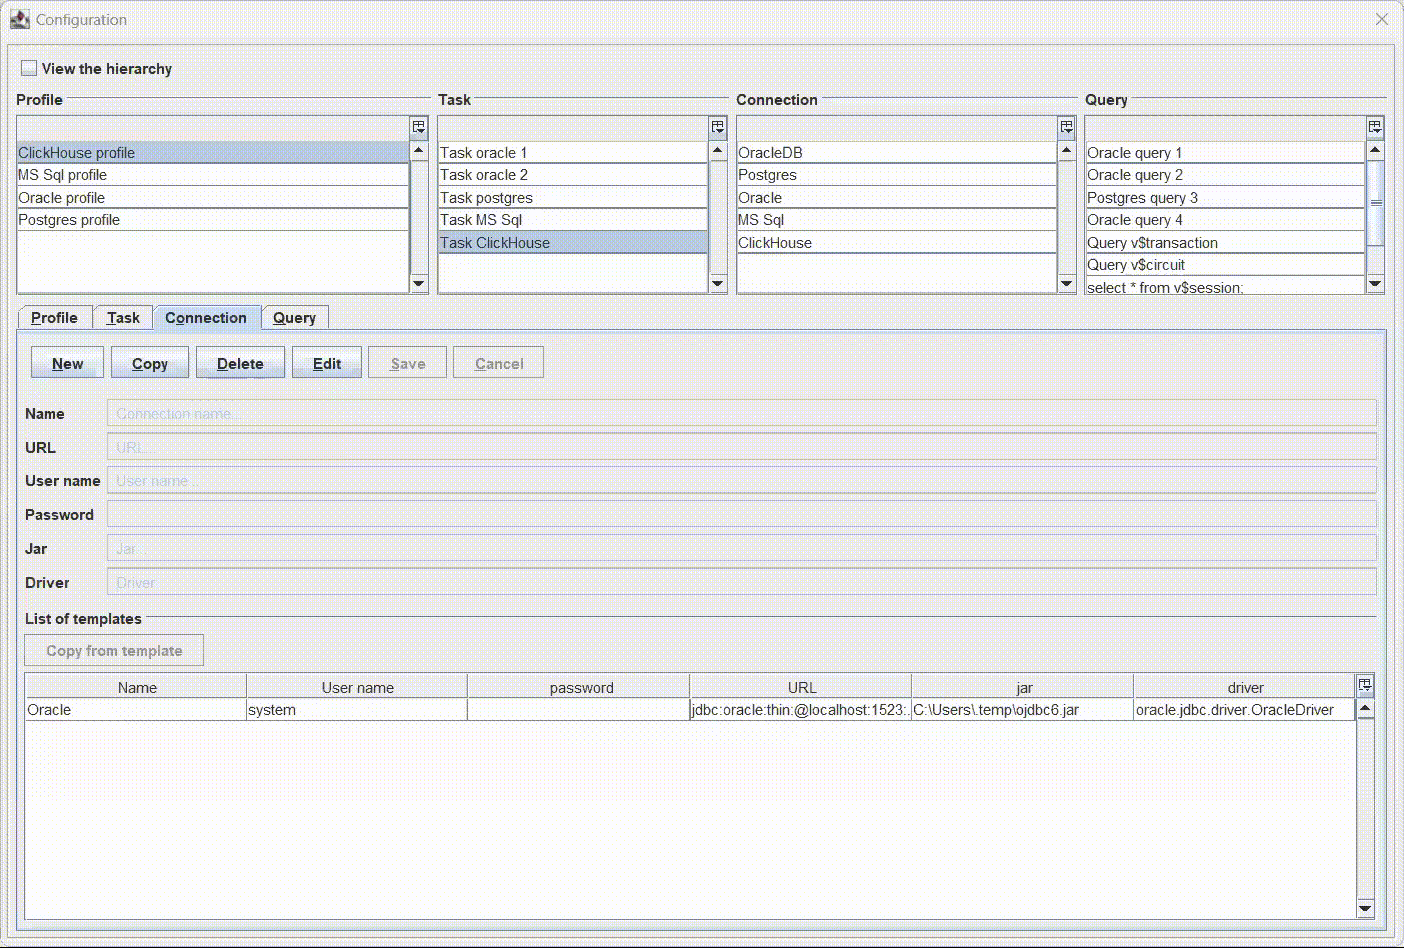 Configuration
View the hierarchy
Profile Task Connection Query
ClickHouse profile Task oracle 1 OracleDB Oracle query 1
MS Sql profile Task oracle 2 Postgres Oracle query 2
Oracle profile Task postgres Oracle Postgres query 3
Postgres profile Task MS Sql MS Sql Oracle query 4
Task ClickHouse ClickHouse Query v$transaction
Query v$circuit
select * from v$session;
Profile Task Connection Query
New Copy Delete Edit Save Cancel
Name Connection name...
URL URL...
User name User name...
Password
Jar Jar...
Driver Driver...
List of templates
Copy from template
Name User name password URL jar driver
Oracle system jdbc:oracle:thin:@localhost:1523:.. C:\Users\.temp\ojdbc6.jar oracle.jdbc.driver.OracleDriver